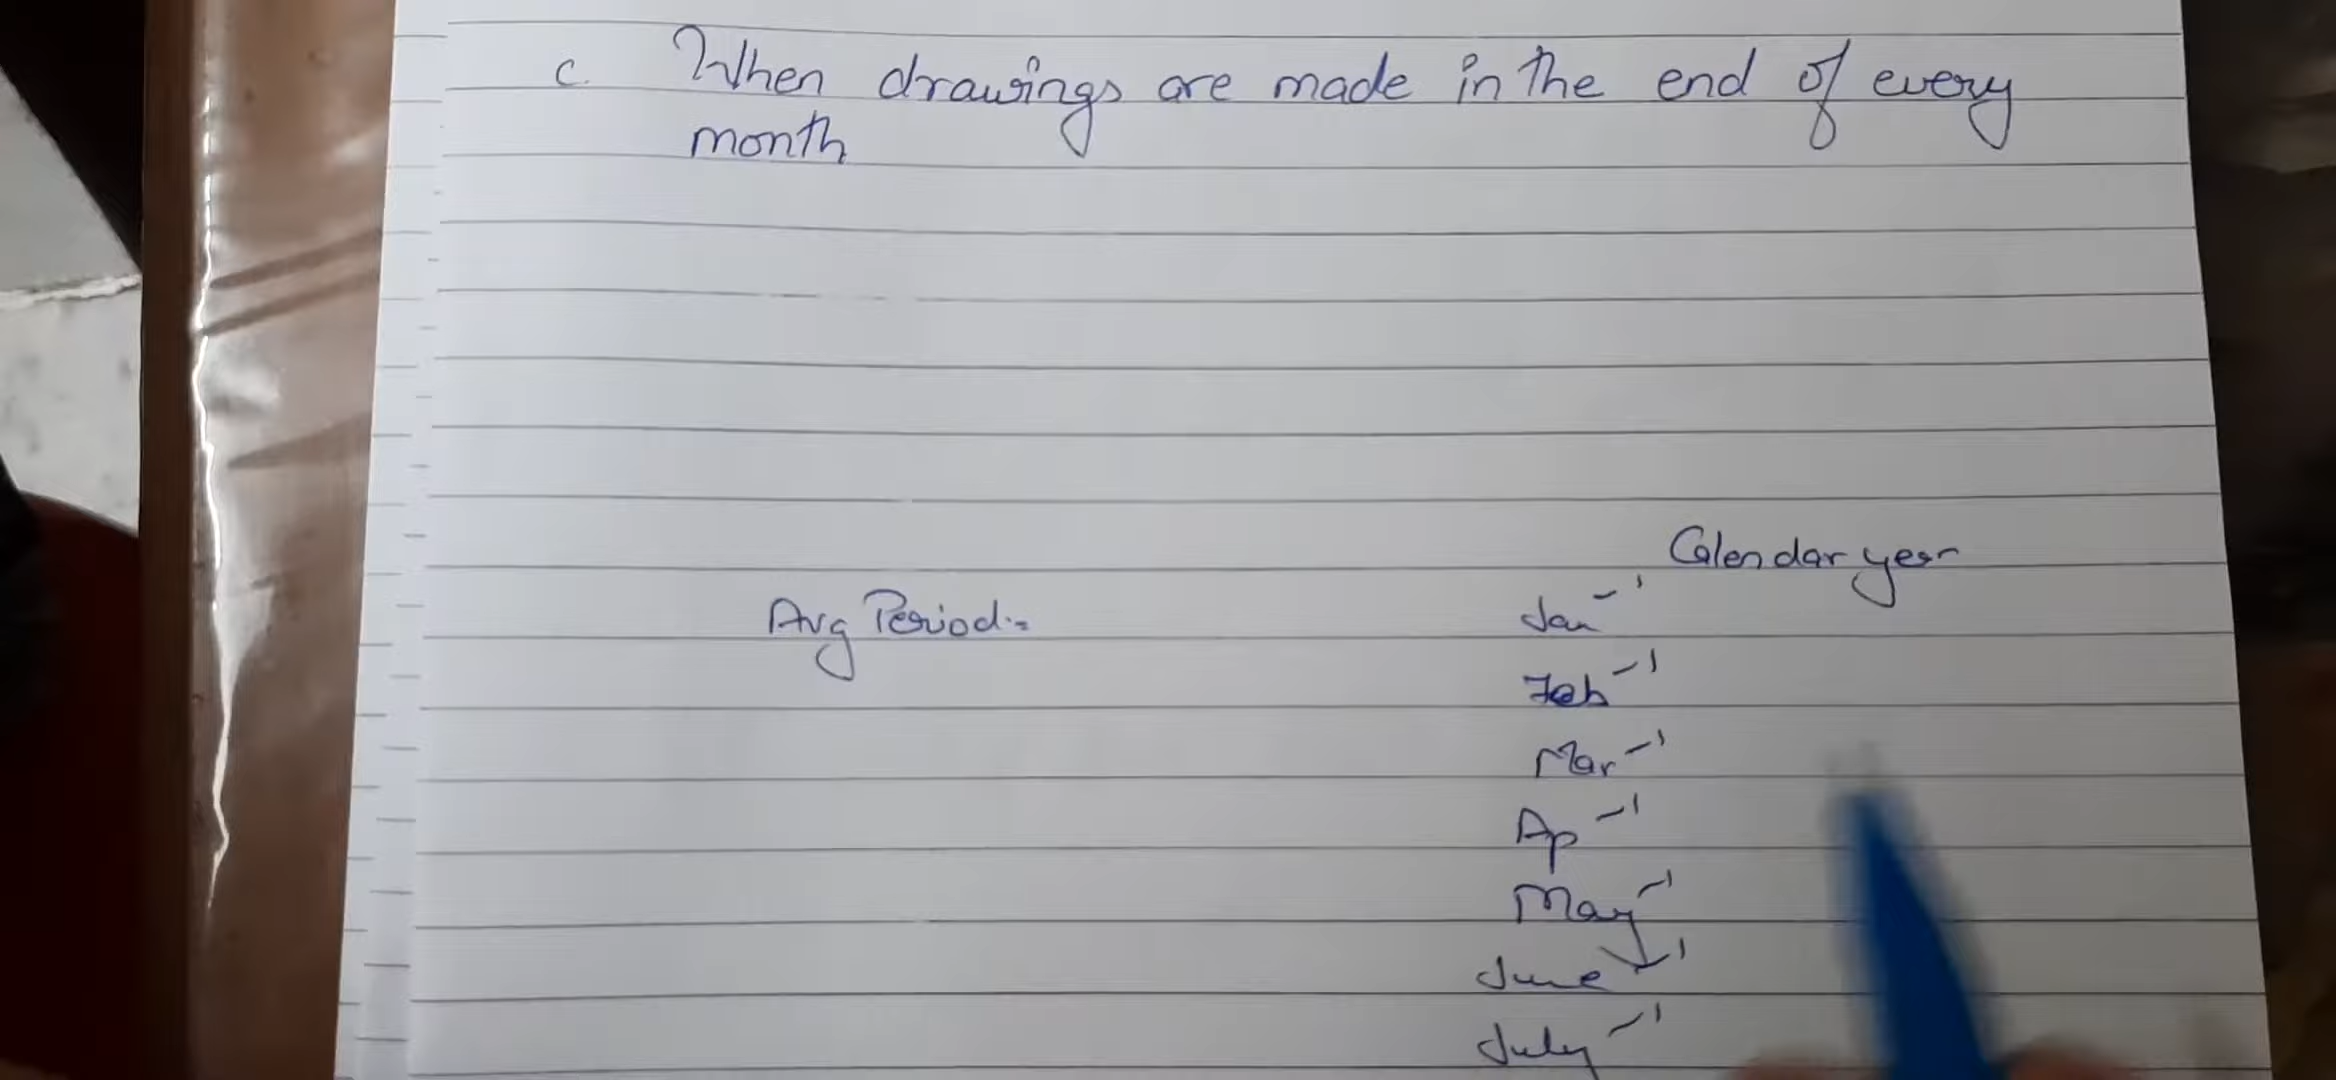 c. When drawings are made in the end of every
month
Calendar year
Avg Period:- Jan - 1
Feb - 1
Mar - 1
Ap - 1
May - 1
June - 1
July - 1